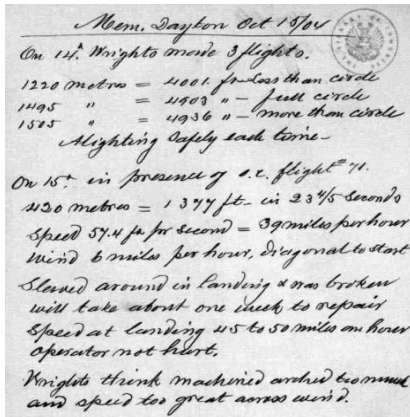 Mem. Dayton Oct 15/04
On 14th Wrights made 3 flights.
1220 metres = 4001. ft – Less than circle
1495 " = 4903 " – full circle
1505 " = 4936 " – more than circle
Alighting Safely each time –
On 15th in presence of O.C. flight # 71.
420 metres = 1377 ft – in 23 4/5 Seconds
Speed 57.4 ft per second = 39 miles per hour
Wind 6 miles per hour, diagonal to start
Slewed around in landing & was broken
will take about one week to repair
Speed at landing 45 to 50 miles an hour
operator not hurt.
Wrights think machined arched too much
and speed too great across wind.